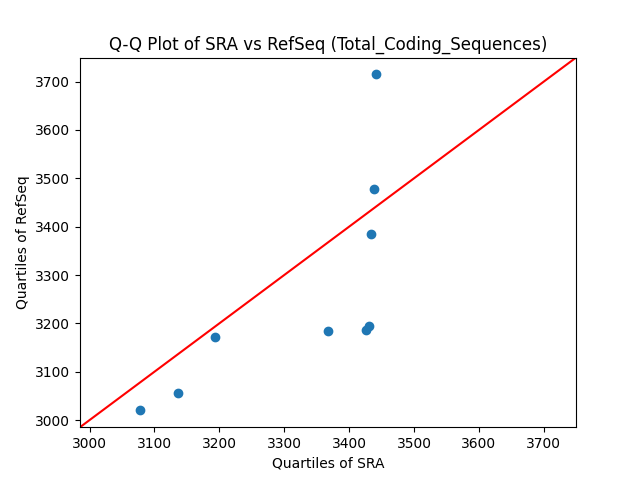 Q-Q Plot of SRA vs RefSeq (Total_Coding_Sequences)
3700
3600
3500
3400
3300
3200
3100
3000
Quartiles of RefSeq
3000 3100 3200 3300 3400 3500 3600 3700
Quartiles of SRA